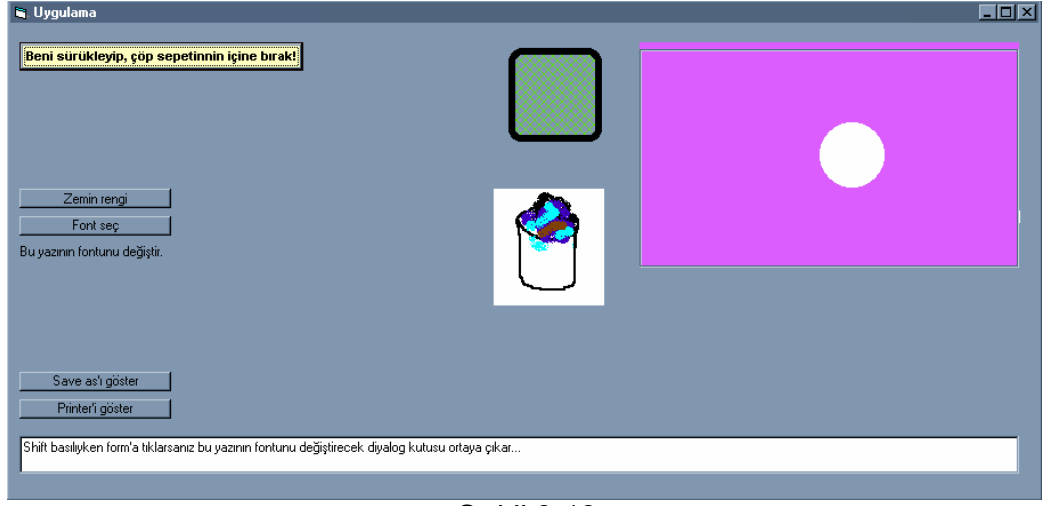 Uygulama
Beni sürükleyip, çöp sepetinnin içine bırak!
Zemin rengi
Font seç
Bu yazının fontunu değiştir.
Save as'ı göster
Printer'i göster
Shift basılıyken form'a tıklarsanız bu yazının fontunu değiştirecek diyalog kutusu ortaya çıkar...